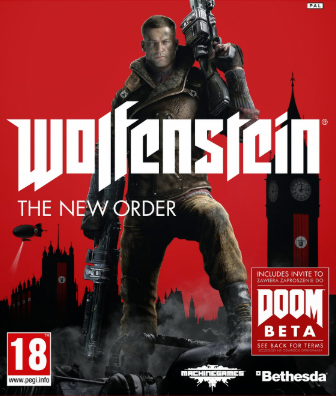 PAL
Wolfenstein®
THE NEW ORDER
INCLUDES INVITE TO
ZAWIERA ZAPROSZENIE DO
DOOM
BETA
SEE BACK FOR TERMS
18
www.pegi.info
MACHINEGAMES
Bethesda®